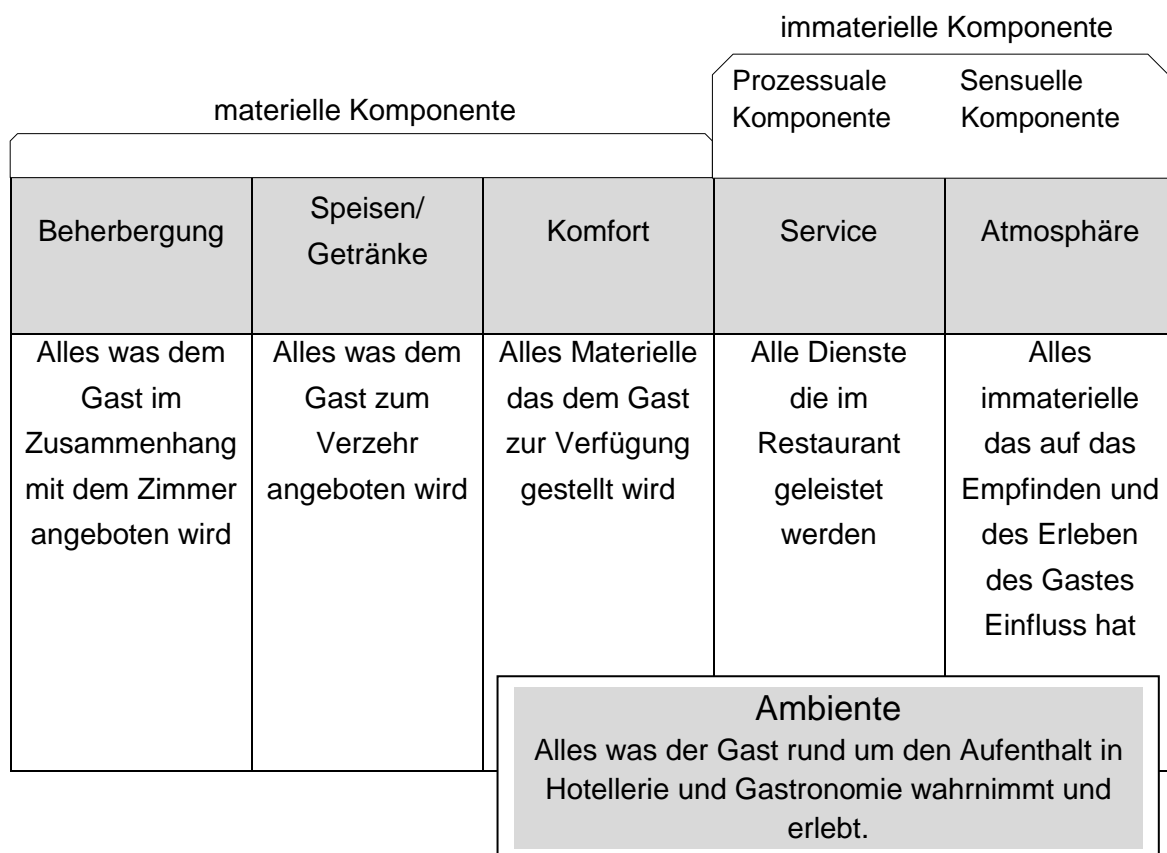 immaterielle Komponente
Prozessuale
Komponente
Sensuelle
Komponente
materielle Komponente
Beherbergung
Speisen/
Getränke
Komfort
Service
Atmosphäre
Alles was dem
Gast im
Zusammenhang
mit dem Zimmer
angeboten wird
Alles was dem
Gast zum
Verzehr
angeboten wird
Alles Materielle
das dem Gast
zur Verfügung
gestellt wird
Alle Dienste
die im
Restaurant
geleistet
werden
Alles
immaterielle
das auf das
Empfinden und
des Erleben
des Gastes
Einfluss hat
Ambiente
Alles was der Gast rund um den Aufenthalt in
Hotellerie und Gastronomie wahrnimmt und
erlebt.